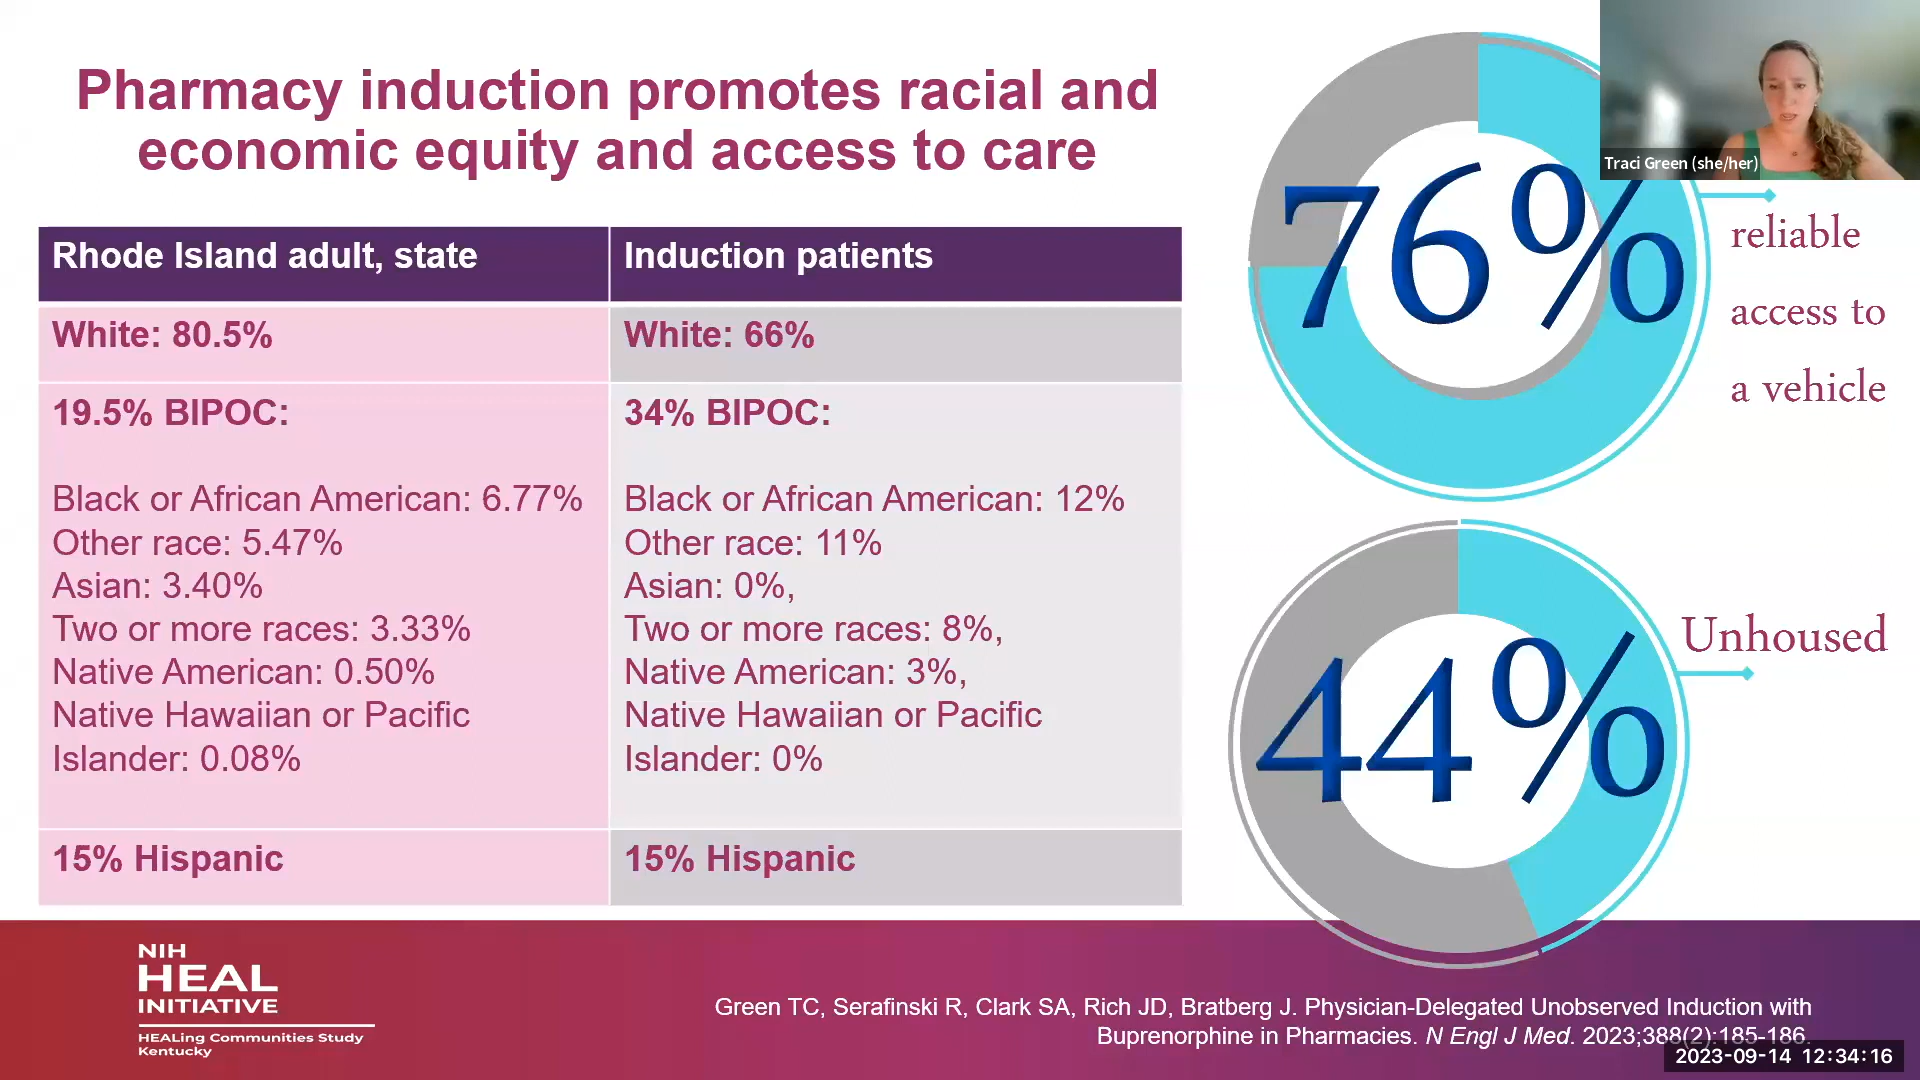 Pharmacy induction promotes racial and
economic equity and access to care
Rhode Island adult, state
Induction patients
White: 80.5%
White: 66%
19.5% BIPOC:
Black or African American: 6.77%
Other race: 5.47%
Asian: 3.40%
Two or more races: 3.33%
Native American: 0.50%
Native Hawaiian or Pacific
Islander: 0.08%
34% BIPOC:
Black or African American: 12%
Other race: 11%
Asian: 0%,
Two or more races: 8%,
Native American: 3%,
Native Hawaiian or Pacific
Islander: 0%
15% Hispanic
15% Hispanic
76%
reliable
access to
a vehicle
44%
Unhoused
Traci Green (she/her)
NIH
HEAL
INITIATIVE
HEALing Communities Study
Kentucky
Green TC, Serafinski R, Clark SA, Rich JD, Bratberg J. Physician-Delegated Unobserved Induction with
Buprenorphine in Pharmacies. N Engl J Med. 2023;388(2):185-186.
2023-09-14 12:34:16